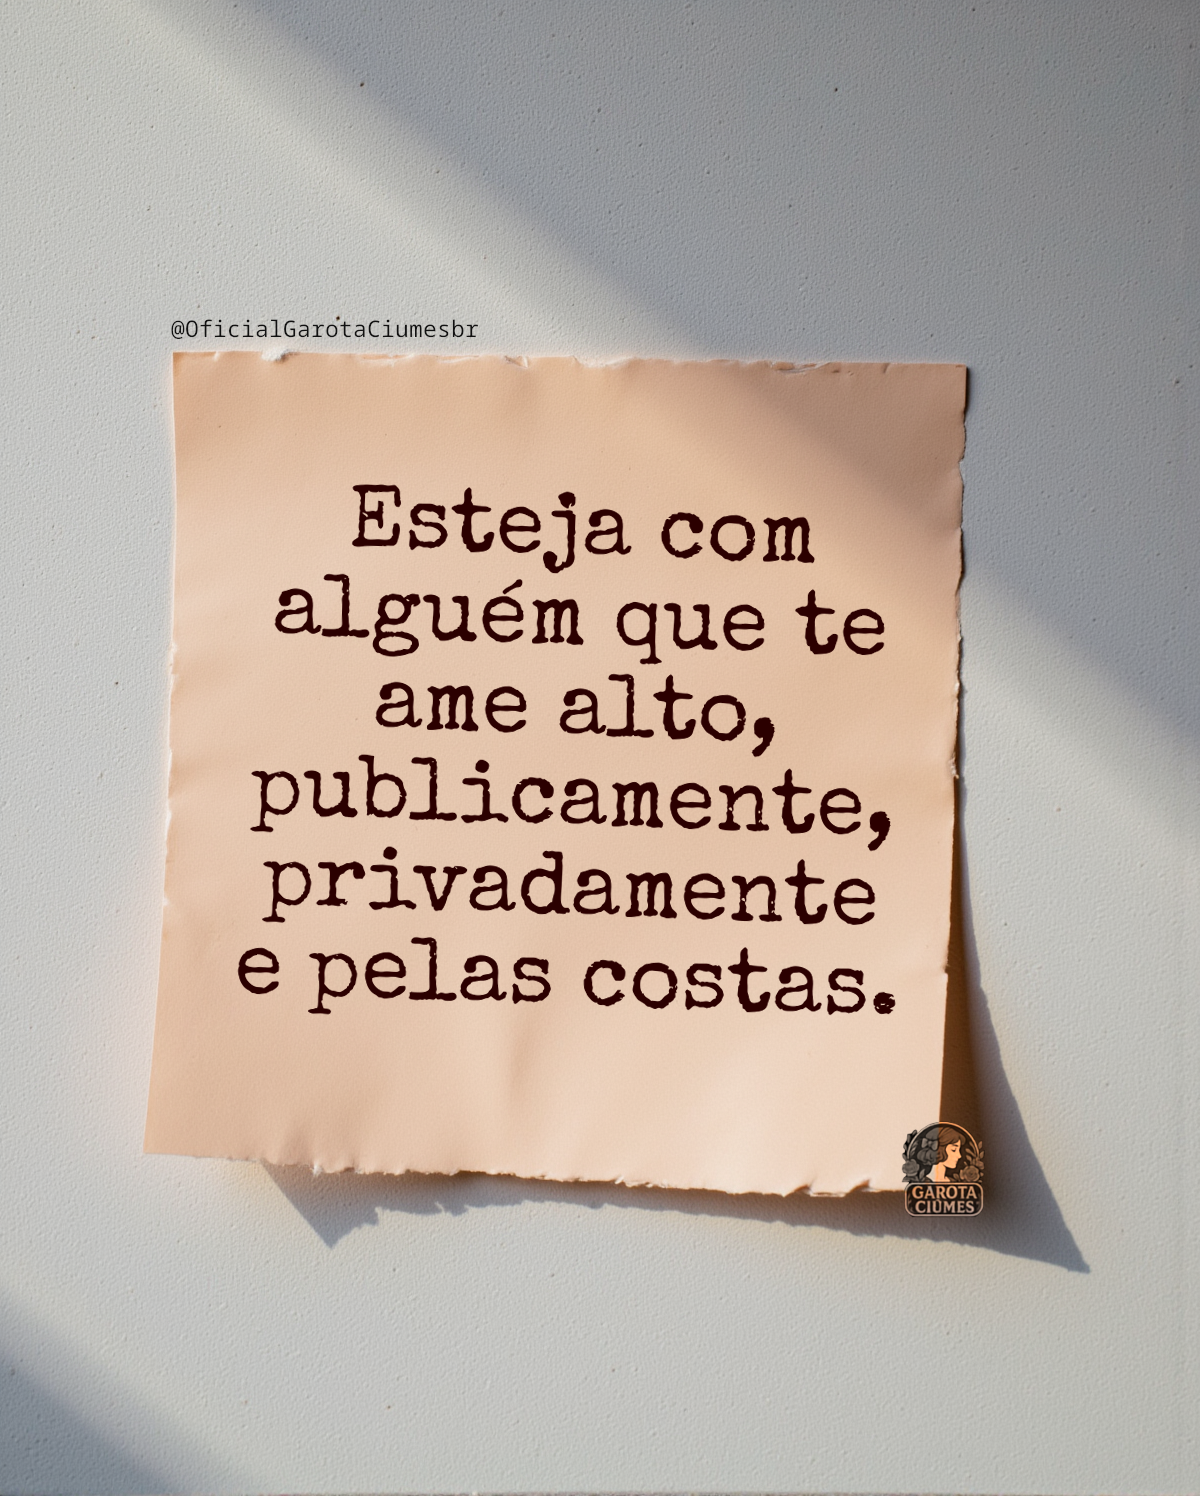 @OficialGarotaCiumesbr
Esteja com
alguém que te
ame alto,
publicamente,
privadamente
e pelas costas.
GAROTA
CIÚMES